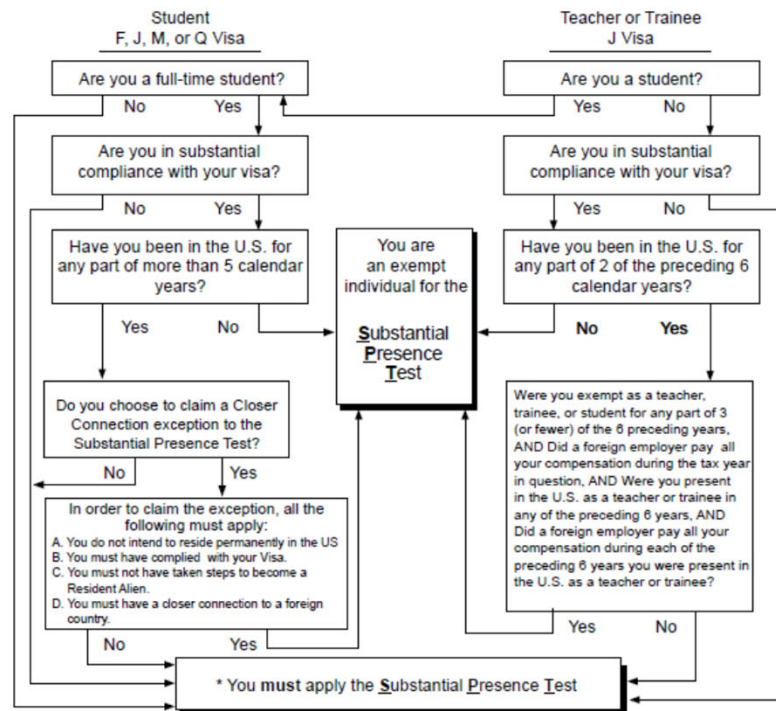 Student
F, J, M, or Q Visa
Teacher or Trainee
J Visa
Are you a full-time student?
No Yes
Are you a student?
Yes No
Are you in substantial
compliance with your visa?
No Yes
Are you in substantial
compliance with your visa?
Yes No
Have you been in the U.S. for
any part of more than 5 calendar
years?
Yes No
You are
an exempt
individual for the
Substantial
Presence
Test
Have you been in the U.S. for
any part of 2 of the preceding 6
calendar years?
No Yes
Do you choose to claim a Closer
Connection exception to the
Substantial Presence Test?
No Yes
Were you exempt as a teacher,
trainee, or student for any part of 3
(or fewer) of the 6 preceding years,
AND Did a foreign employer pay all
your compensation during the tax year
in question, AND Were you present
in the U.S. as a teacher or trainee in
any of the preceding 6 years, AND
Did a foreign employer pay all your
compensation during each of the
preceding 6 years you were present in
the U.S. as a teacher or trainee?
Yes No
In order to claim the exception, all the
following must apply:
A. You do not intend to reside permanently in the US
B. You must have complied with your Visa.
C. You must not have taken steps to become a
Resident Alien.
D. You must have a closer connection to a foreign
country.
No Yes
* You must apply the Substantial Presence Test